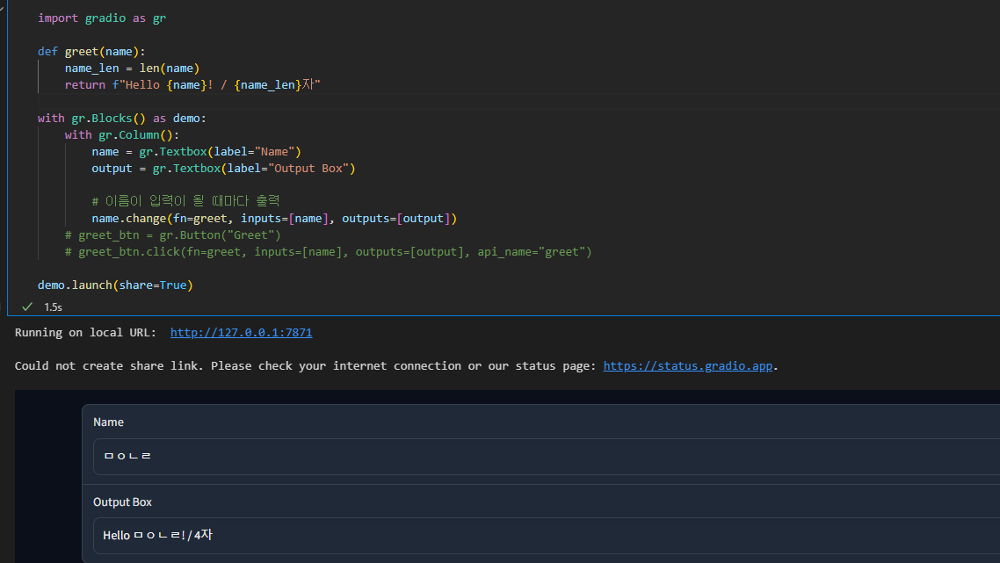 import gradio as gr
def greet(name):
name_len = len(name)
return f"Hello {name}! / {name_len}자"
with gr.Blocks() as demo:
with gr.Column():
name = gr.Textbox(label="Name")
output = gr.Textbox(label="Output Box")
# 이름이 입력이 될 때마다 출력
name.change(fn=greet, inputs=[name], outputs=[output])
# greet_btn = gr.Button("Greet")
# greet_btn.click(fn=greet, inputs=[name], outputs=[output], api_name="greet")
demo.launch(share=True)
1.5s
Running on local URL: http://127.0.0.1:7871
Could not create share link. Please check your internet connection or our status page: https://status.gradio.app.
Name
ㅁㅇㄴㄹ
Output Box
Hello ㅁㅇㄴㄹ! / 4자